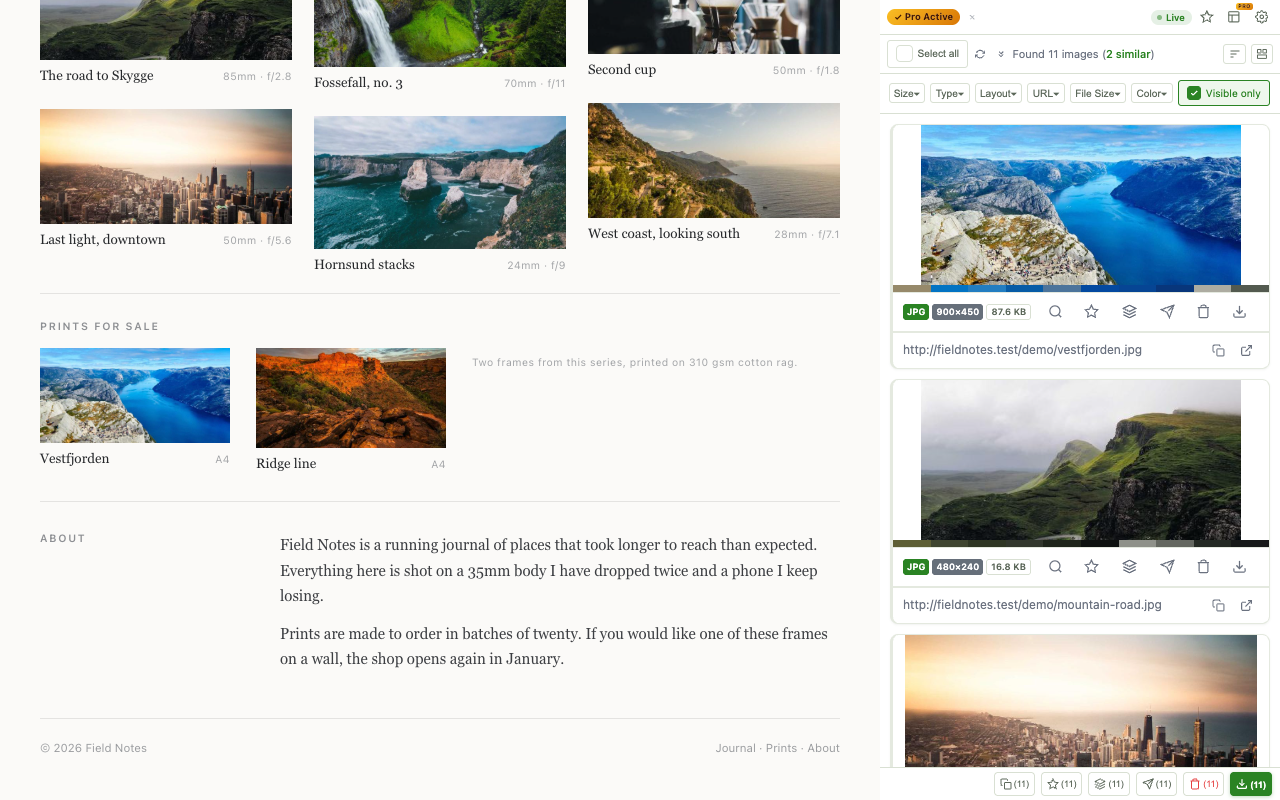 The road to Skygge 85mm · f/2.8
Fossefall, no. 3 70mm · f/11
Second cup 50mm · f/1.8
Last light, downtown 50mm · f/5.6
Hornsund stacks 24mm · f/9
West coast, looking south 28mm · f/7.1
PRINTS FOR SALE
Vestfjorden A4
Ridge line A4
Two frames from this series, printed on 310 gsm cotton rag.
ABOUT
Field Notes is a running journal of places that took longer to reach than expected.
Everything here is shot on a 35mm body I have dropped twice and a phone I keep
losing.
Prints are made to order in batches of twenty. If you would like one of these frames
on a wall, the shop opens again in January.
© 2026 Field Notes
Journal · Prints · About
Pro Active ×
Live
PRO
Select all
Found 11 images (2 similar)
Size Type Layout URL File Size Color Visible only
JPG 900×450 87.6 KB
http://fieldnotes.test/demo/vestfjorden.jpg
JPG 480×240 16.8 KB
http://fieldnotes.test/demo/mountain-road.jpg
(11) (11) (11) (11) (11) (11)